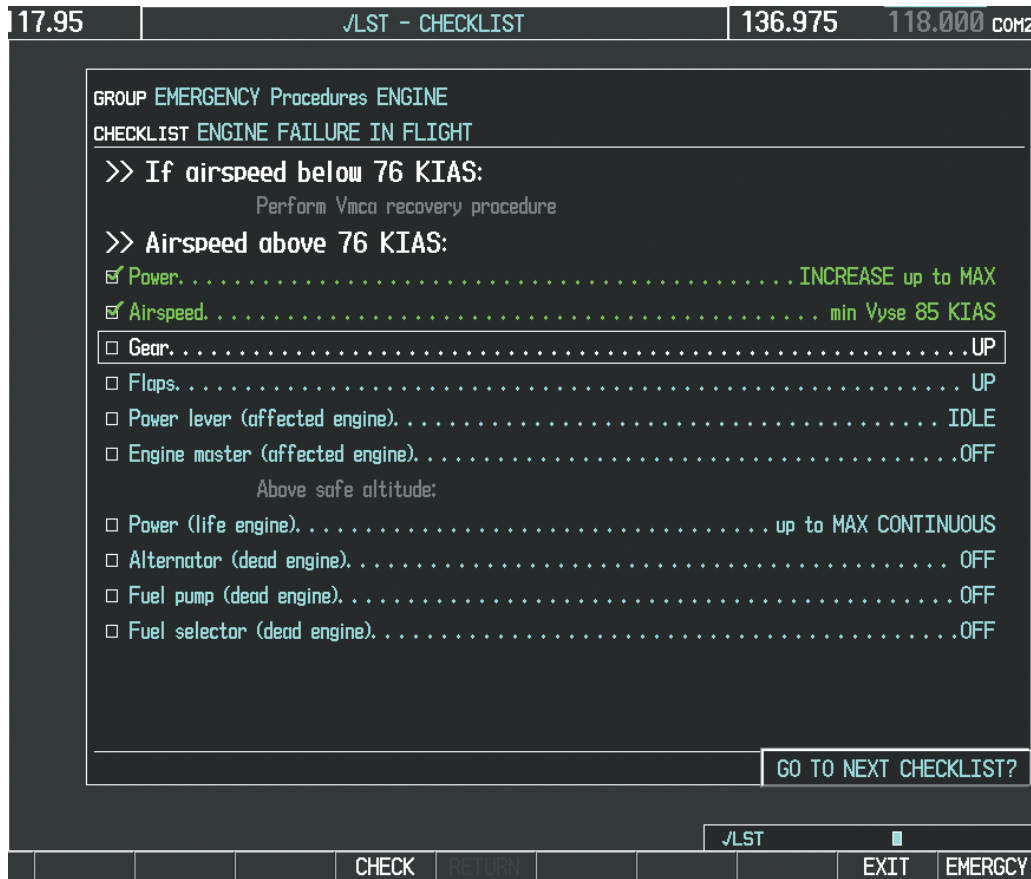 17.95 √LST - CHECKLIST 136.975 118.000 COM2
GROUP EMERGENCY Procedures ENGINE
CHECKLIST ENGINE FAILURE IN FLIGHT
>> If airspeed below 76 KIAS:
Perform Vmca recovery procedure
>> Airspeed above 76 KIAS:
Power. . . . . . . . . . . . . . . . . . . . INCREASE up to MAX
Airspeed. . . . . . . . . . . . . . . . . . . . min Vyse 85 KIAS
Gear. . . . . . . . . . . . . . . . . . . . UP
Flaps. . . . . . . . . . . . . . . . . . . . UP
Power lever (affected engine). . . . . . . . . . . . . . . . . . . . IDLE
Engine master (affected engine). . . . . . . . . . . . . . . . . . . . OFF
Above safe altitude:
Power (life engine). . . . . . . . . . . . . . . . . . . . up to MAX CONTINUOUS
Alternator (dead engine). . . . . . . . . . . . . . . . . . . . OFF
Fuel pump (dead engine). . . . . . . . . . . . . . . . . . . . OFF
Fuel selector (dead engine). . . . . . . . . . . . . . . . . . . . OFF
GO TO NEXT CHECKLIST?
√LST
CHECK RETURN EXIT EMERGCY